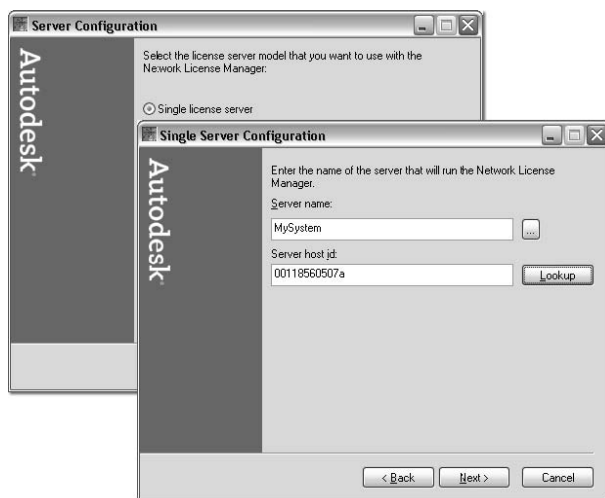 Server Configuration
Autodesk
Select the license server model that you want to use with the
Network License Manager:
Single license server
Single Server Configuration
Autodesk
Enter the name of the server that will run the Network License
Manager.
Server name:
MySystem
...
Server host id:
00118560507a
Lookup
< Back
Next >
Cancel